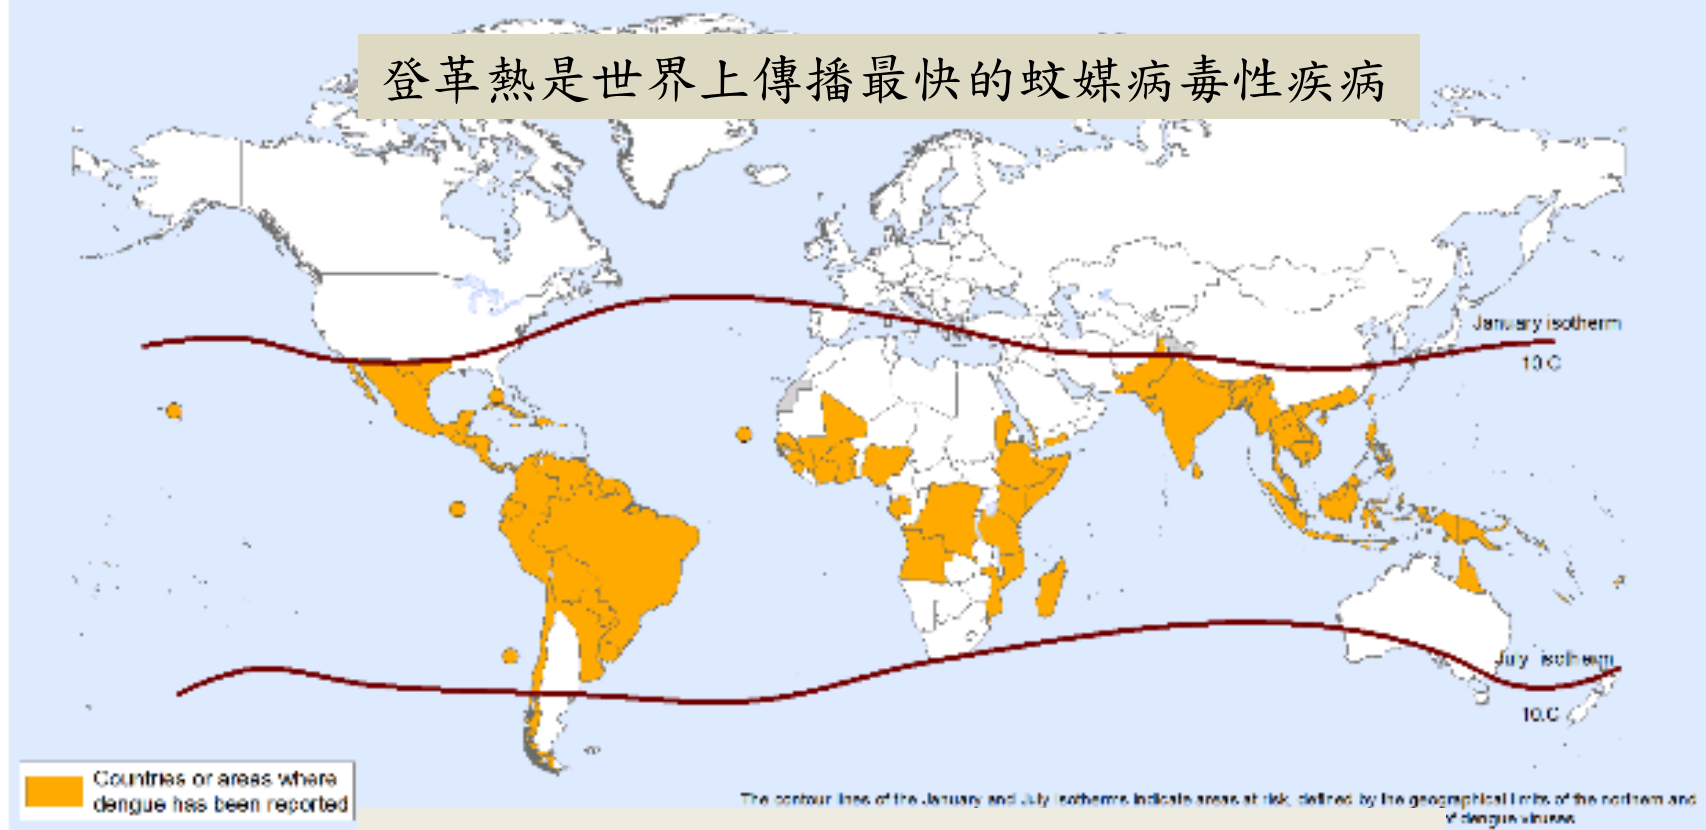 登革熱是世界上傳播最快的蚊媒病毒性疾病
January isotherm
10.C
July isotherm
10.C
Countries or areas where
dengue has been reported
The contour lines of the January and July isotherms indicate areas at risk, defined by the geographical limits of the northern and
of dengue viruses